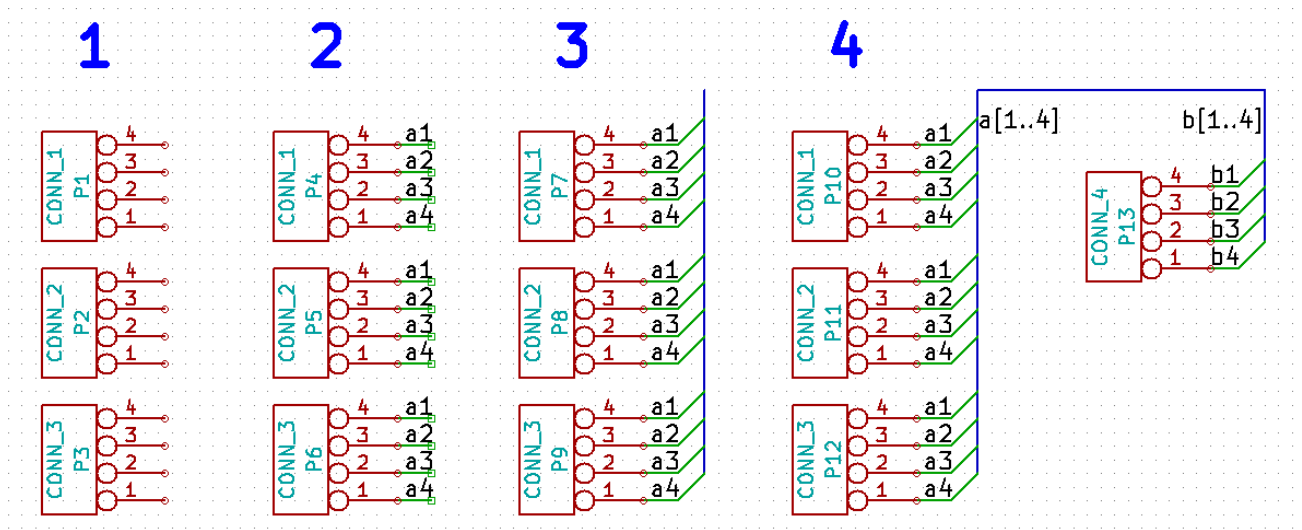 1 2 3 4
a[1..4] b[1..4]
CONN_1
P1
4
3
2
1
CONN_2
P2
4
3
2
1
CONN_3
P3
4
3
2
1
CONN_1
P4
4 a1
3 a2
2 a3
1 a4
CONN_2
P5
4 a1
3 a2
2 a3
1 a4
CONN_3
P6
4 a1
3 a2
2 a3
1 a4
CONN_1
P7
4 a1
3 a2
2 a3
1 a4
CONN_2
P8
4 a1
3 a2
2 a3
1 a4
CONN_3
P9
4 a1
3 a2
2 a3
1 a4
CONN_1
P10
4 a1
3 a2
2 a3
1 a4
CONN_2
P11
4 a1
3 a2
2 a3
1 a4
CONN_3
P12
4 a1
3 a2
2 a3
1 a4
CONN_4
P13
4 b1
3 b2
2 b3
1 b4